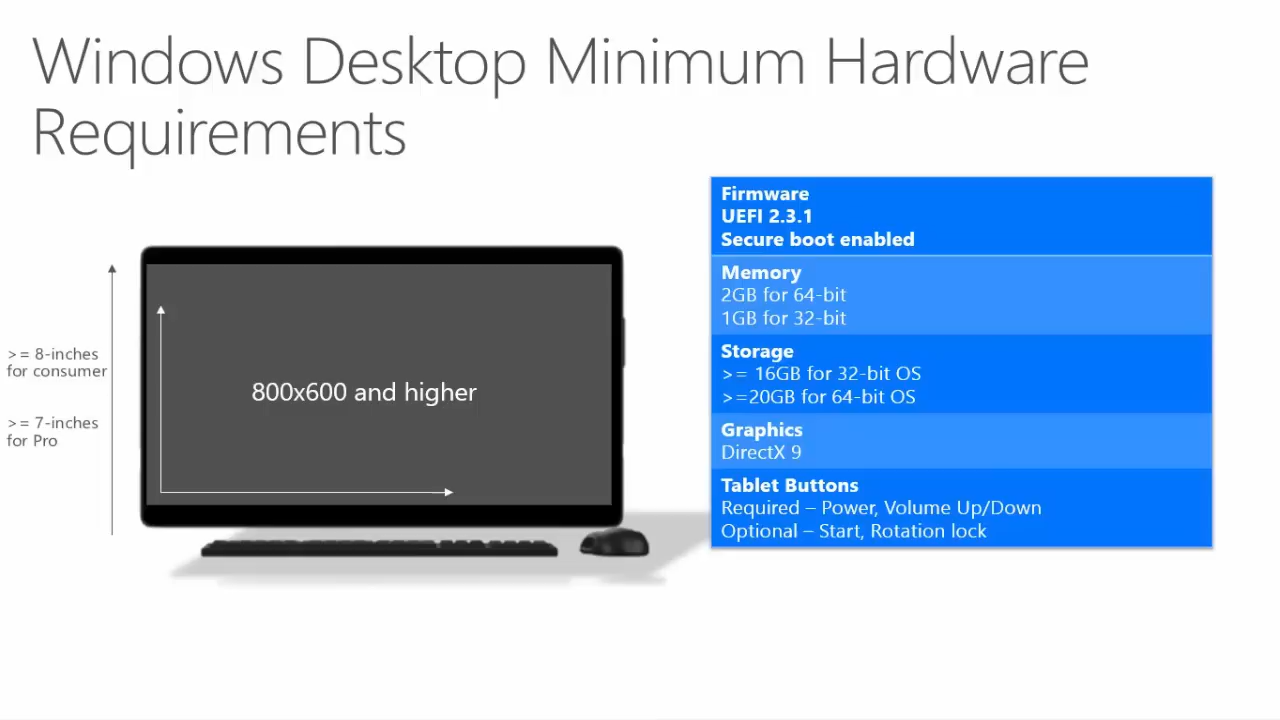 Windows Desktop Minimum Hardware
Requirements
>= 8-inches
for consumer
>= 7-inches
for Pro
800x600 and higher
Firmware
UEFI 2.3.1
Secure boot enabled
Memory
2GB for 64-bit
1GB for 32-bit
Storage
>= 16GB for 32-bit OS
>=20GB for 64-bit OS
Graphics
DirectX 9
Tablet Buttons
Required – Power, Volume Up/Down
Optional – Start, Rotation lock